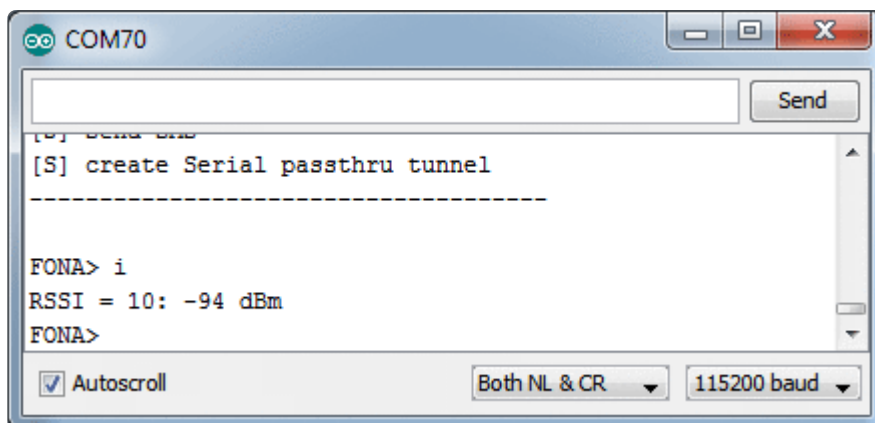 COM70
Send
[S] create Serial passthru tunnel
-------------------------------------
FONA> i
RSSI = 10: -94 dBm
FONA>
Autoscroll
Both NL & CR
115200 baud